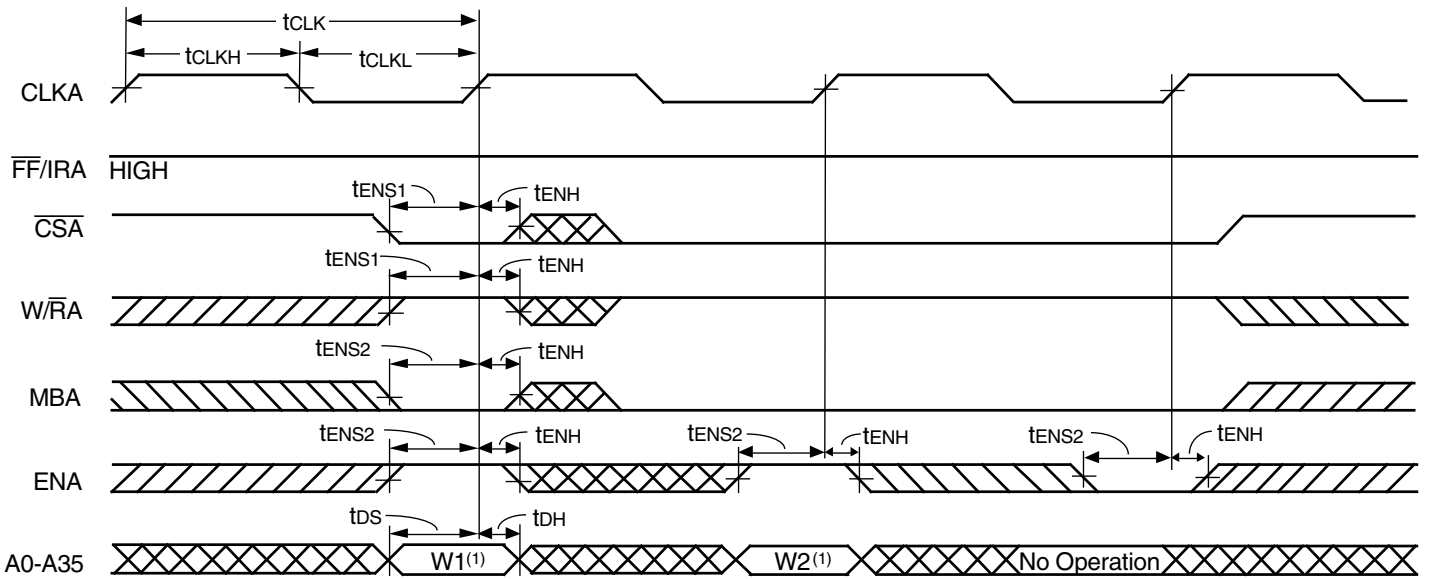 tCLK
tCLKH tCLKL
CLKA
FF/IRA HIGH
tENS1 tENH
CSA
tENS1 tENH
W/RA
tENS2 tENH
MBA
tENS2 tENH tENS2 tENH tENS2 tENH
ENA
tDS tDH
A0-A35 W1(1) W2(1) No Operation